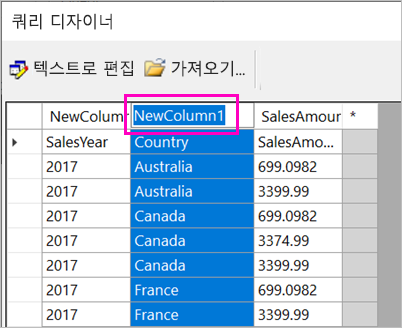 쿼리 디자이너
텍스트로 편집 가져오기...
NewColumn NewColumn1 SalesAmour *
SalesYear Country SalesAmo...
2017 Australia 699.0982
2017 Australia 3399.99
2017 Canada 699.0982
2017 Canada 3374.99
2017 Canada 3399.99
2017 France 699.0982
2017 France 3399.99